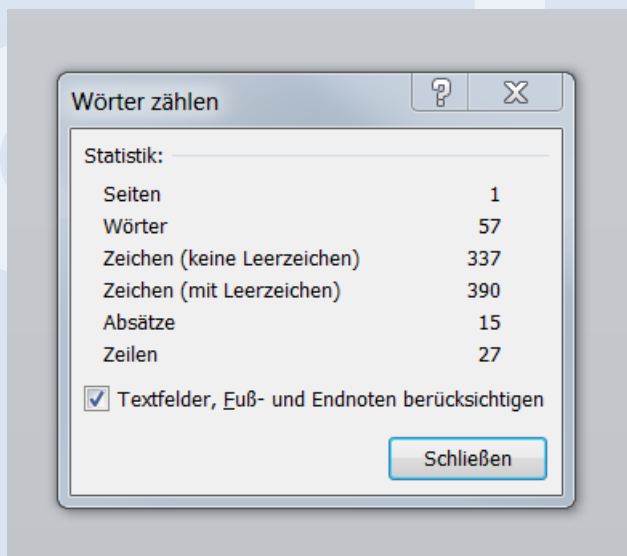 Wörter zählen
Statistik:
Seiten 1
Wörter 57
Zeichen (keine Leerzeichen) 337
Zeichen (mit Leerzeichen) 390
Absätze 15
Zeilen 27
Textfelder, Fuß- und Endnoten berücksichtigen
Schließen